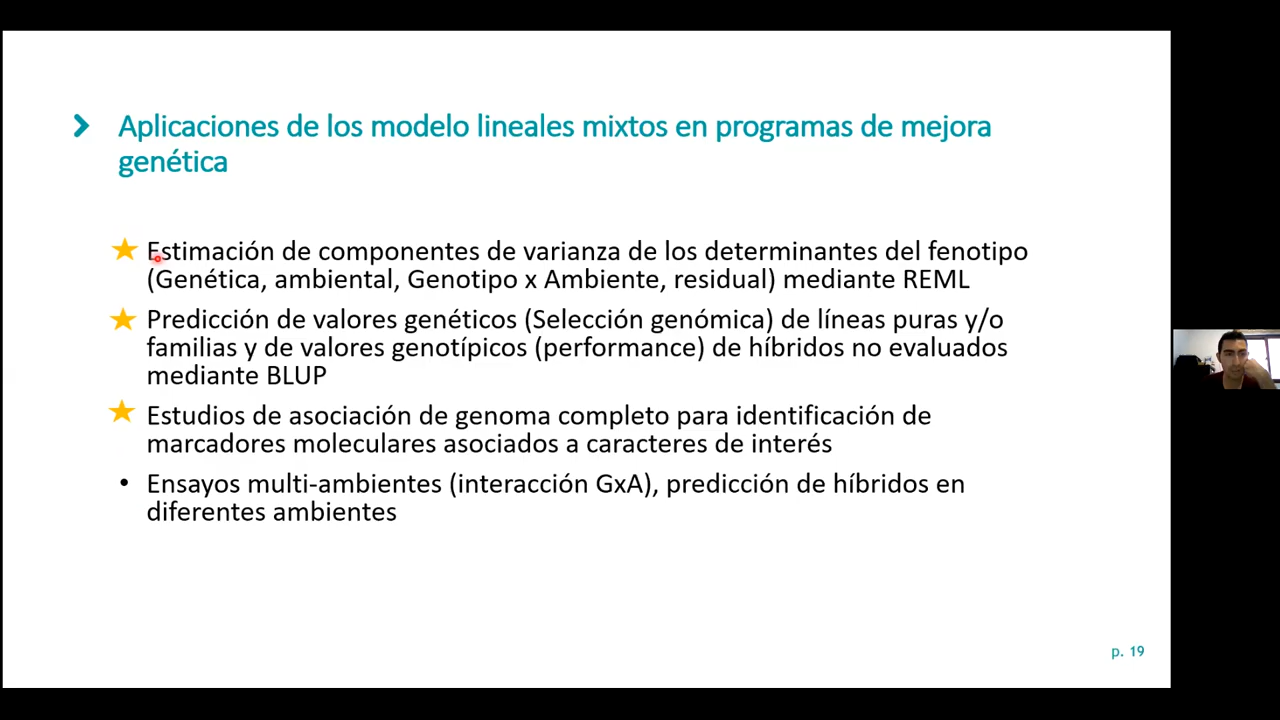 Aplicaciones de los modelo lineales mixtos en programas de mejora
genética
Estimación de componentes de varianza de los determinantes del fenotipo
(Genética, ambiental, Genotipo x Ambiente, residual) mediante REML
Predicción de valores genéticos (Selección genómica) de líneas puras y/o
familias y de valores genotípicos (performance) de híbridos no evaluados
mediante BLUP
Estudios de asociación de genoma completo para identificación de
marcadores moleculares asociados a caracteres de interés
• Ensayos multi-ambientes (interacción GxA), predicción de híbridos en
diferentes ambientes
p. 19